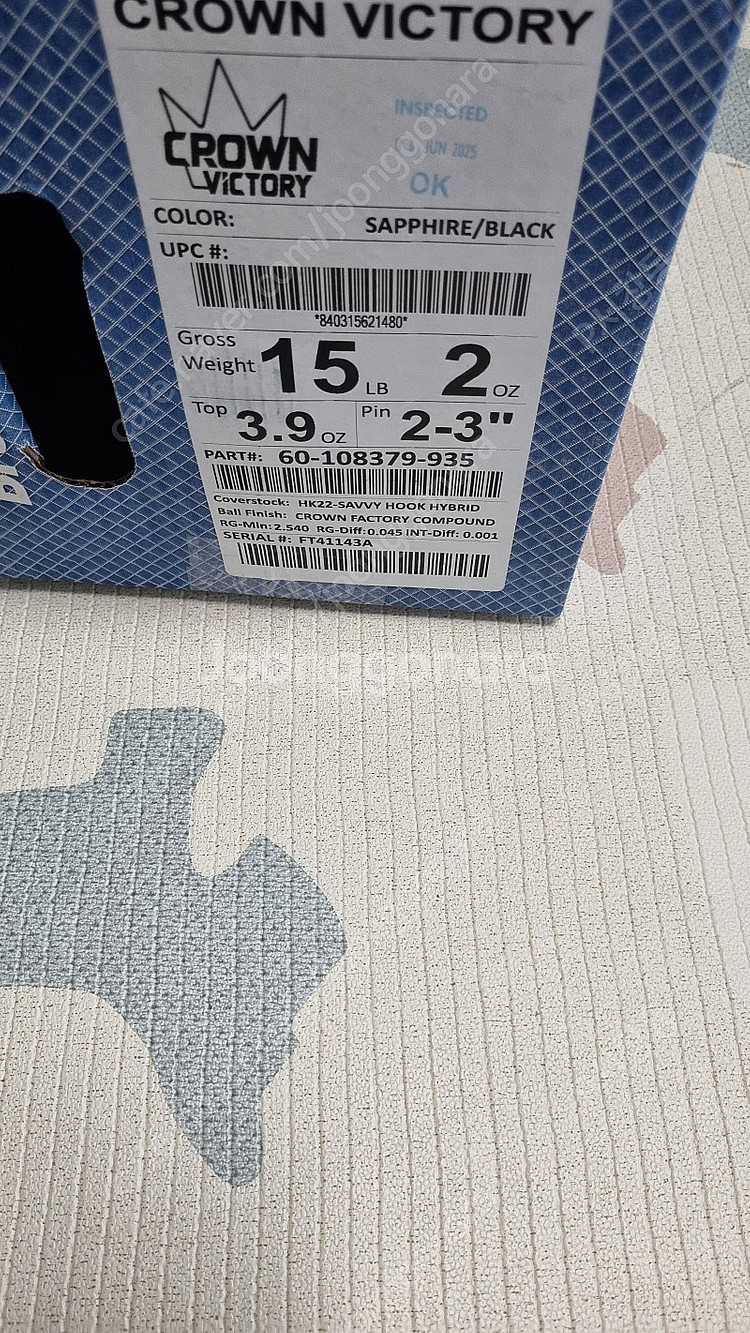 CROWN VICTORY
CROWN
VICTORY
INSPECTED
JUN 2025
OK
COLOR: SAPPHIRE/BLACK
UPC #:
*840315621480*
Gross Weight 15 LB 2 OZ
Top 3.9 OZ Pin 2-3"
PART#: 60-108379-935
Coverstock: HK22-SAVVY HOOK HYBRID
Ball Finish: CROWN FACTORY COMPOUND
RG-Min: 2.540 RG-Diff: 0.045 INT-Diff: 0.001
SERIAL #: FT41143A
joonggonara